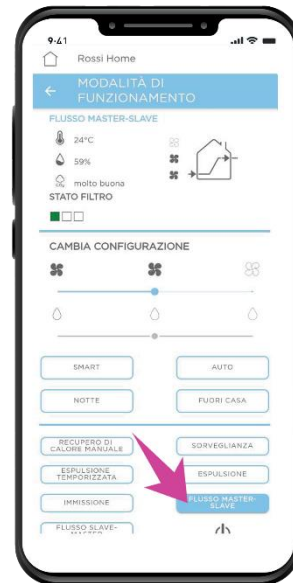 9:41
Rossi Home
MODALITÀ DI
FUNZIONAMENTO
FLUSSO MASTER-SLAVE
24°C
59%
molto buona
STATO FILTRO
CAMBIA CONFIGURAZIONE
SMART
AUTO
NOTTE
FUORI CASA
RECUPERO DI
CALORE MANUALE
SORVEGLIANZA
ESPULSIONE
TEMPORIZZATA
ESPULSIONE
IMMISSIONE
FLUSSO MASTER-
SLAVE
FLUSSO SLAVE-
MASTER